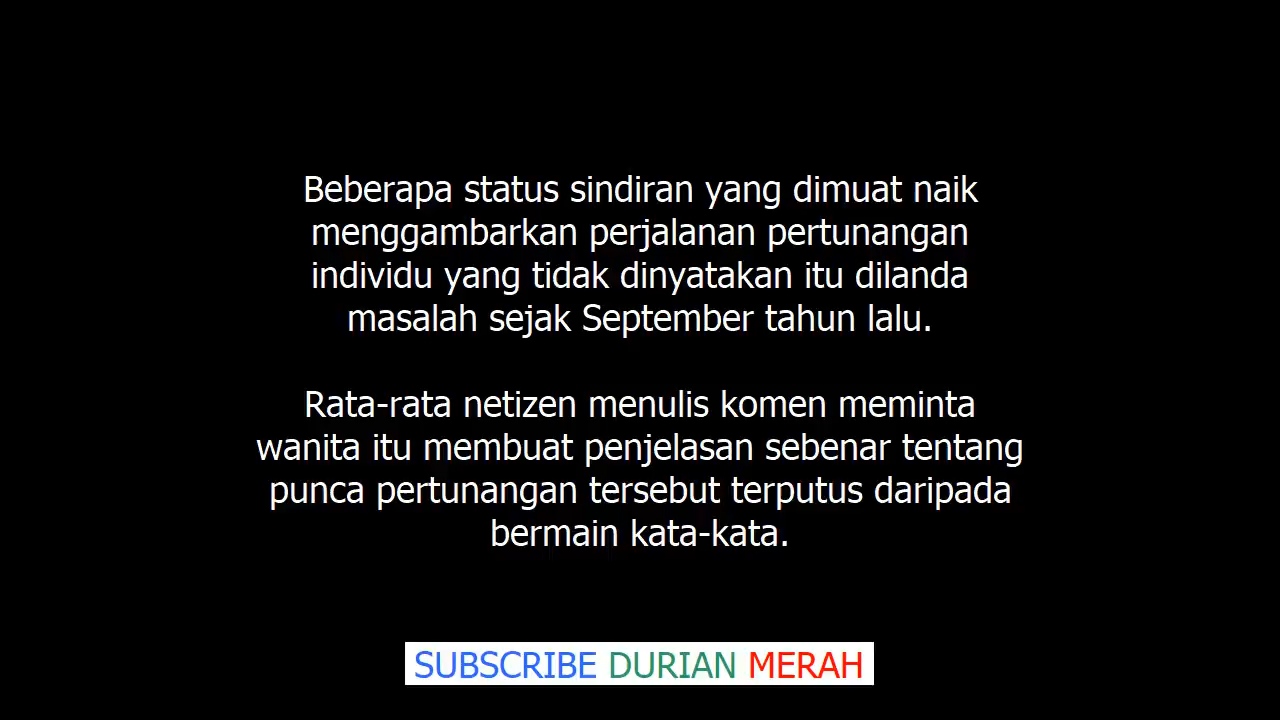 Beberapa status sindiran yang dimuat naik
menggambarkan perjalanan pertunangan
individu yang tidak dinyatakan itu dilanda
masalah sejak September tahun lalu.
Rata-rata netizen menulis komen meminta
wanita itu membuat penjelasan sebenar tentang
punca pertunangan tersebut terputus daripada
bermain kata-kata.
SUBSCRIBE DURIAN MERAH